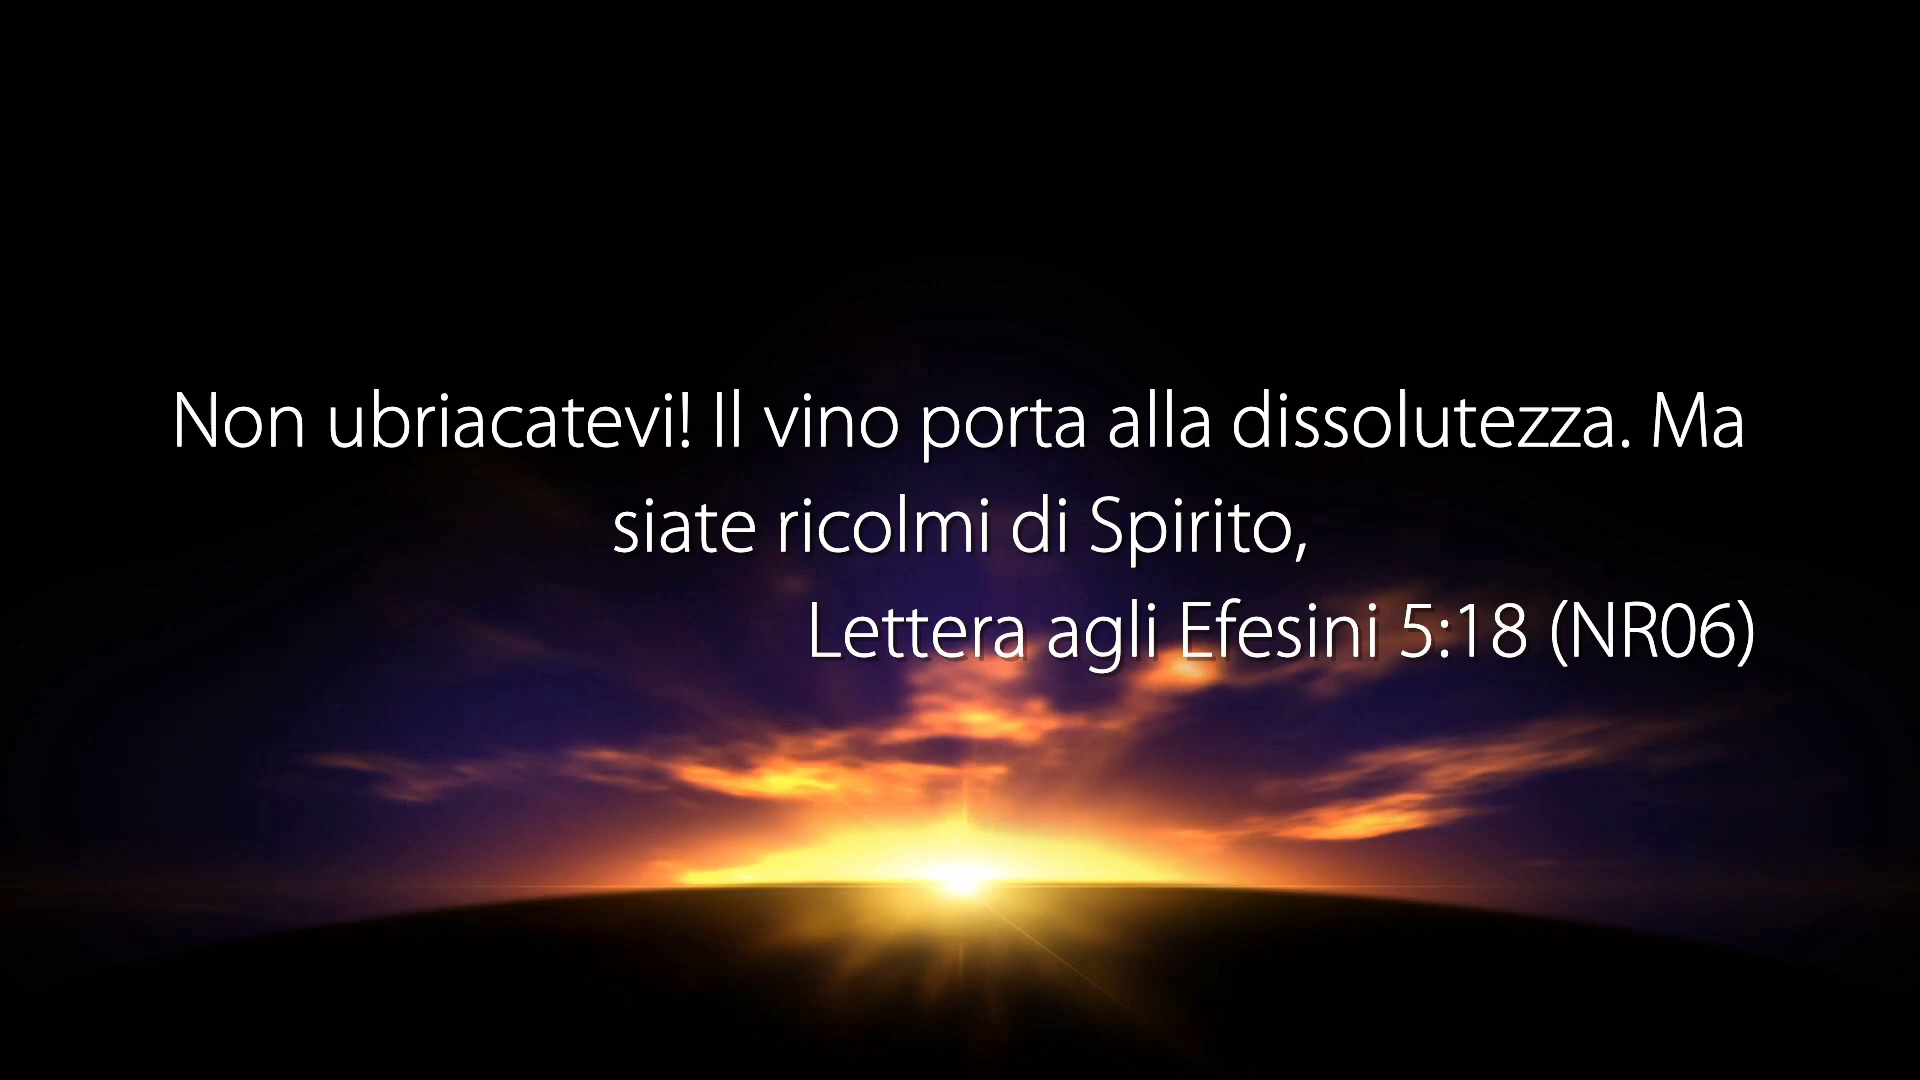 Non ubriacatevi! Il vino porta alla dissolutezza. Ma
siate ricolmi di Spirito,
Lettera agli Efesini 5:18 (NR06)